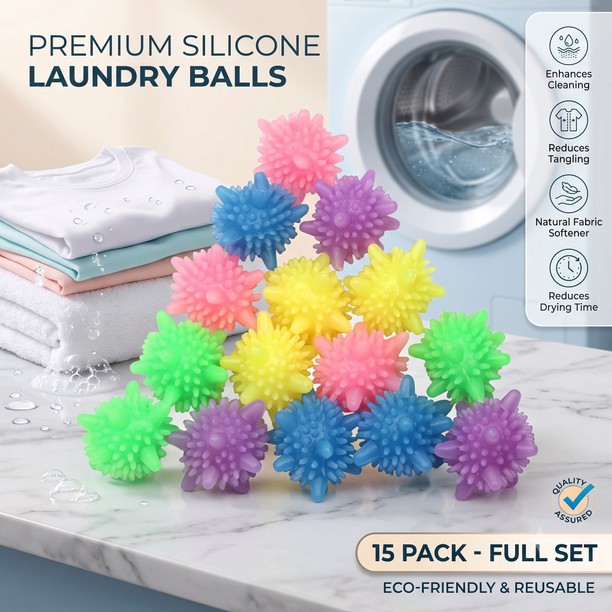 PREMIUM SILICONE
LAUNDRY BALLS
Enhances
Cleaning
Reduces
Tangling
Natural Fabric
Softener
Reduces
Drying Time
QUALITY
ASSURED
15 PACK - FULL SET
ECO-FRIENDLY & REUSABLE